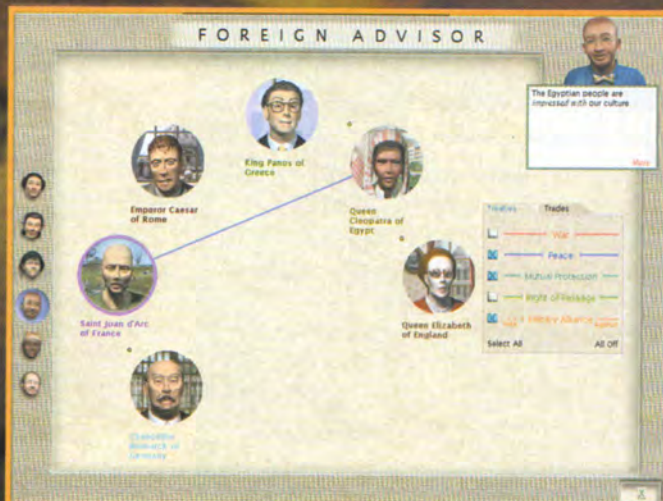 FOREIGN ADVISOR
The Egyptian people are
impressed with our culture
More
King Panos of
Greece
Emperor Caesar
of Rome
Queen
Cleopatra of
Egypt
Treaties Trades
War
Peace
Mutual Protection
Right of Passage
Military Alliance
Select All All Off
Queen Elizabeth
of England
Saint Juan d'Arc
of France